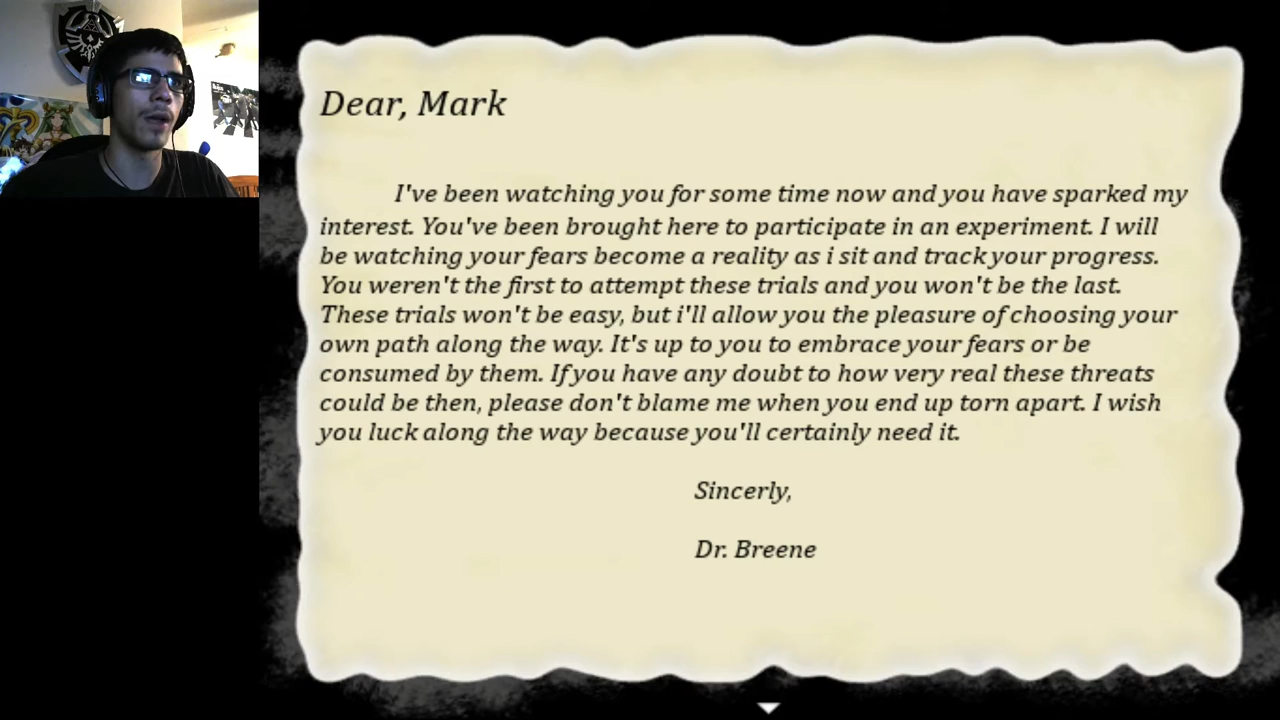 Dear, Mark
I've been watching you for some time now and you have sparked my
interest. You've been brought here to participate in an experiment. I will
be watching your fears become a reality as i sit and track your progress.
You weren't the first to attempt these trials and you won't be the last.
These trials won't be easy, but i'll allow you the pleasure of choosing your
own path along the way. It's up to you to embrace your fears or be
consumed by them. If you have any doubt to how very real these threats
could be then, please don't blame me when you end up torn apart. I wish
you luck along the way because you'll certainly need it.
Sincerly,
Dr. Breene